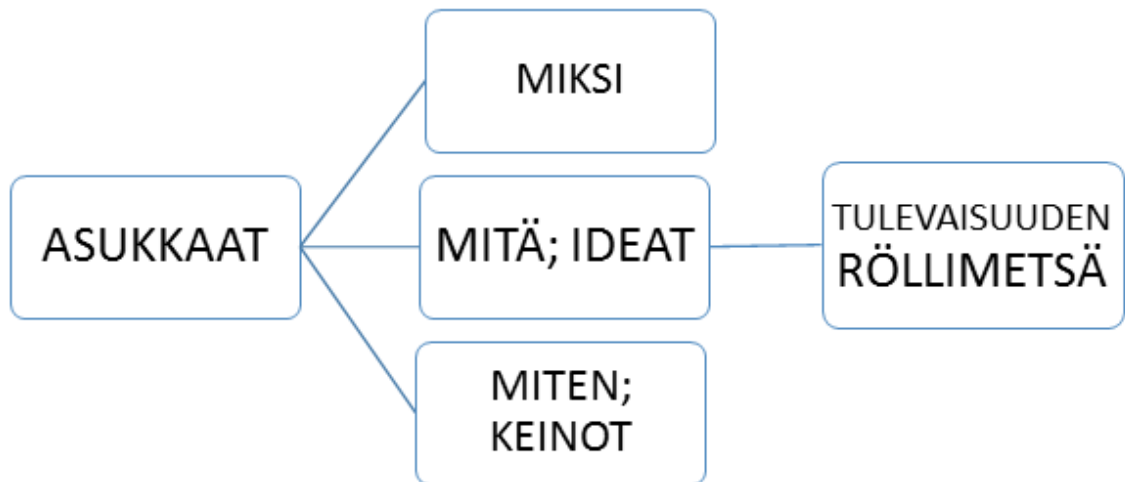 MIKSI
ASUKKAAT
MITÄ; IDEAT
TULEVAISUUDEN
RÖLLIMETSÄ
MITEN;
KEINOT